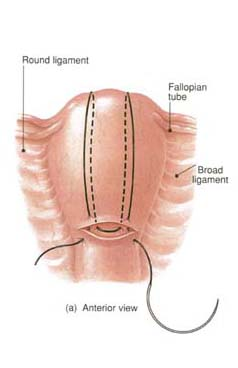 Round ligament
Fallopian
tube
Broad
ligament
(a) Anterior view